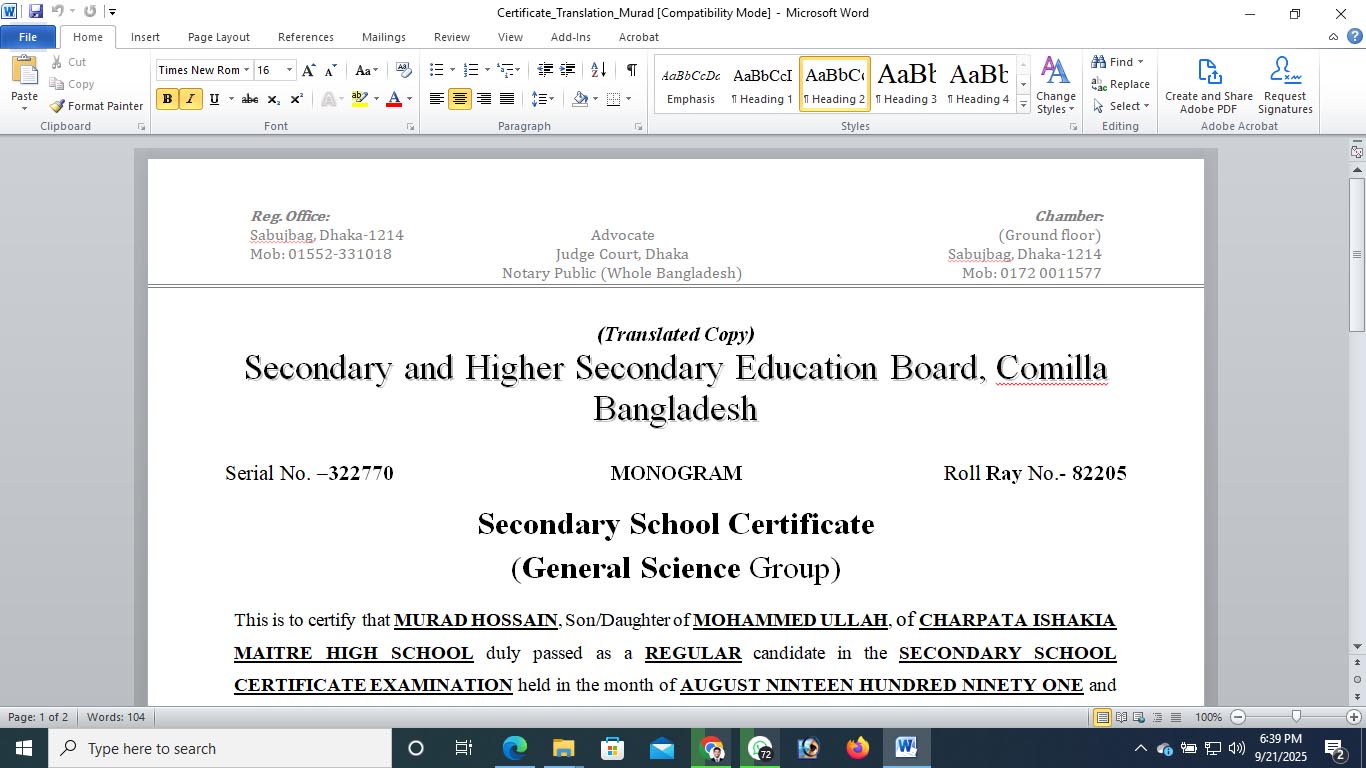 Certificate_Translation_Murad [Compatibility Mode] - Microsoft Word
File Home Insert Page Layout References Mailings Review View Add-Ins Acrobat
Paste
Cut
Copy
Format Painter
Clipboard
Times New Rom 16
Font
Paragraph
AaBbCcDc AaBbCcI AaBbCc AaBb AaBb
Emphasis ¶ Heading 1 ¶ Heading 2 ¶ Heading 3 ¶ Heading 4
Change Styles
Styles
Find
Replace
Select
Editing
Create and Share Adobe PDF
Request Signatures
Adobe Acrobat
Reg. Office: Chamber:
Sabujbag, Dhaka-1214 Advocate (Ground floor)
Mob: 01552-331018 Judge Court, Dhaka Sabujbag, Dhaka-1214
Notary Public (Whole Bangladesh) Mob: 0172 0011577
(Translated Copy)
Secondary and Higher Secondary Education Board, Comilla
Bangladesh
Serial No. –322770 MONOGRAM Roll Ray No.- 82205
Secondary School Certificate
(General Science Group)
This is to certify that MURAD HOSSAIN, Son/Daughter of MOHAMMED ULLAH, of CHARPATA ISHAKIA
MAITRE HIGH SCHOOL duly passed as a REGULAR candidate in the SECONDARY SCHOOL
CERTIFICATE EXAMINATION held in the month of AUGUST NINTEEN HUNDRED NINETY ONE and
Page: 1 of 2 Words: 104 100%
Type here to search
72
6:39 PM
9/21/2025
2